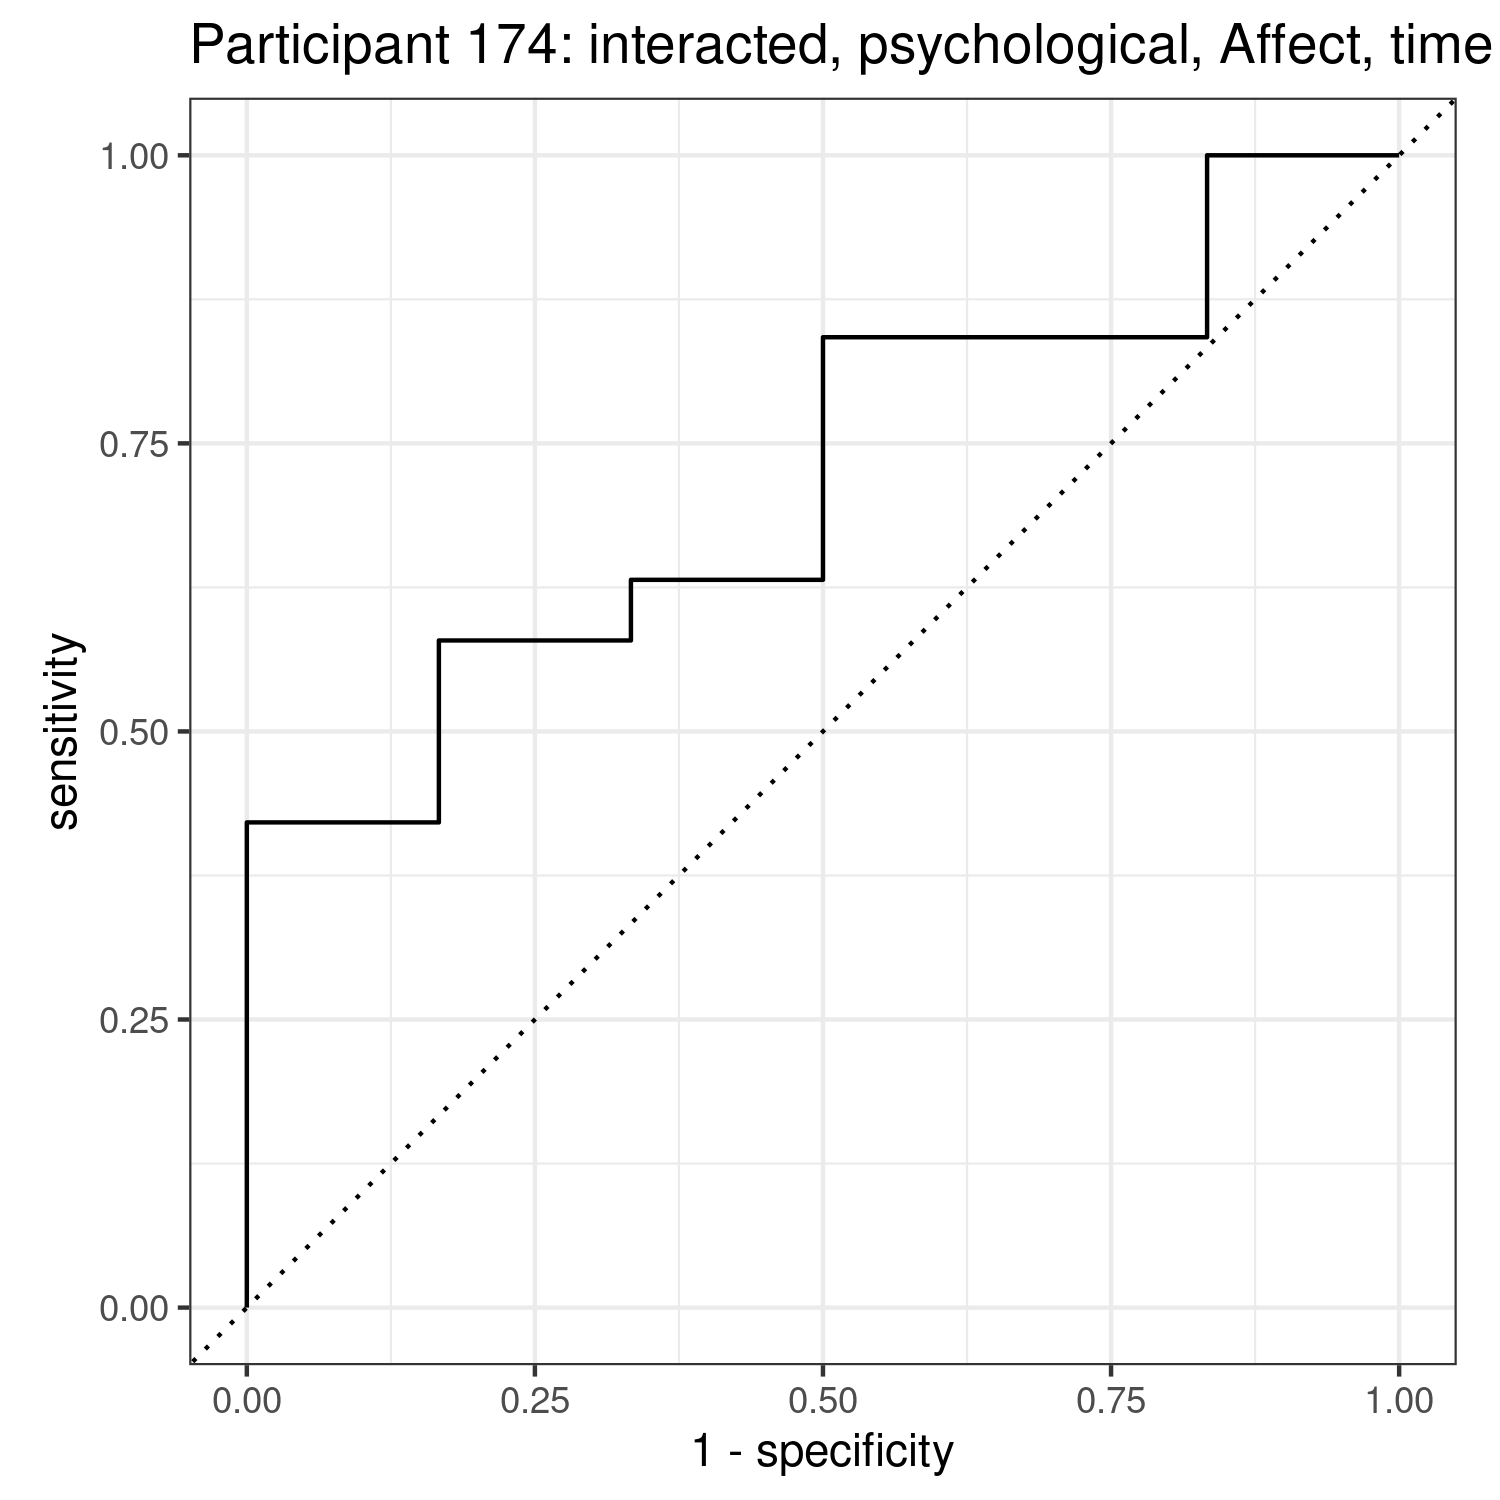 Participant 174: interacted, psychological, Affect, time
1.00
0.75
0.50
0.25
0.00
sensitivity
0.00 0.25 0.50 0.75 1.00
1 - specificity